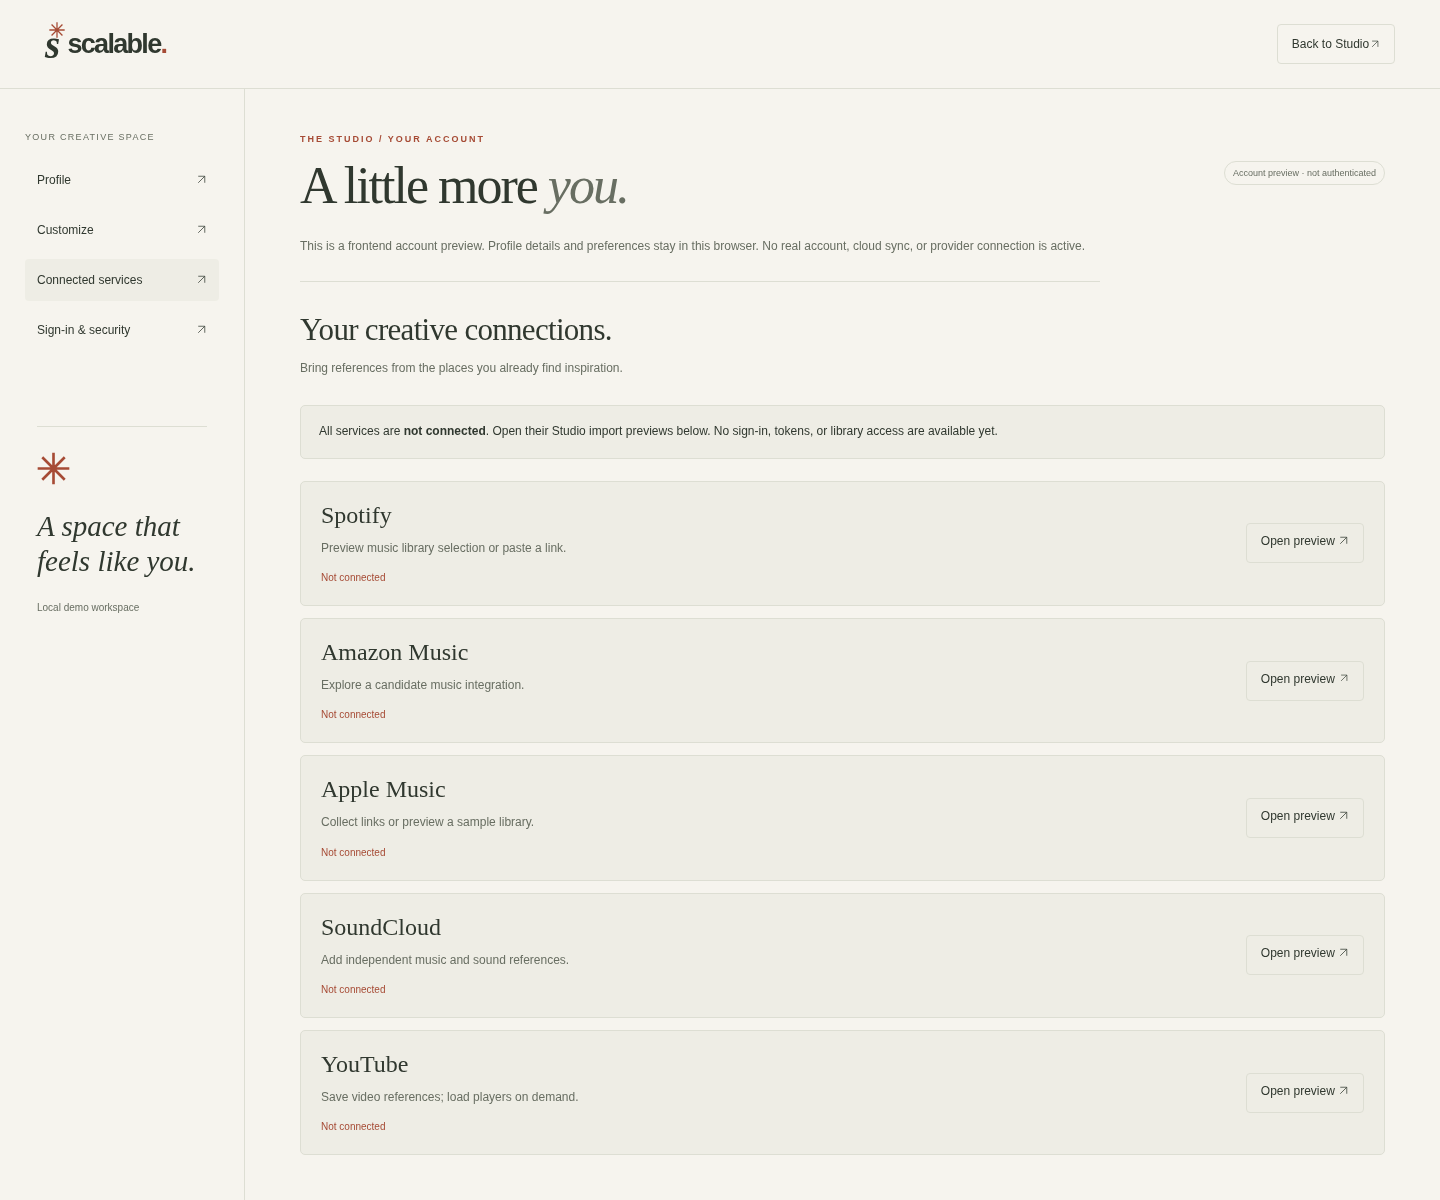 s scalable.
Back to Studio
YOUR CREATIVE SPACE
Profile
Customize
Connected services
Sign-in & security
A space that
feels like you.
Local demo workspace
THE STUDIO / YOUR ACCOUNT
A little more you.
Account preview · not authenticated
This is a frontend account preview. Profile details and preferences stay in this browser. No real account, cloud sync, or provider connection is active.
Your creative connections.
Bring references from the places you already find inspiration.
All services are not connected. Open their Studio import previews below. No sign-in, tokens, or library access are available yet.
Spotify
Preview music library selection or paste a link.
Not connected
Open preview
Amazon Music
Explore a candidate music integration.
Not connected
Open preview
Apple Music
Collect links or preview a sample library.
Not connected
Open preview
SoundCloud
Add independent music and sound references.
Not connected
Open preview
YouTube
Save video references; load players on demand.
Not connected
Open preview